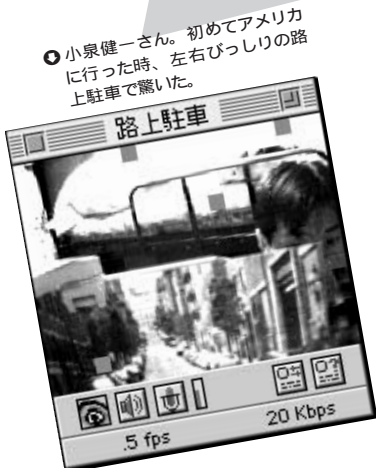 小泉健一さん。初めてアメリカ
に行った時、左右びっしりの路
上駐車で驚いた。
路上駐車
.5 fps
20 Kbps